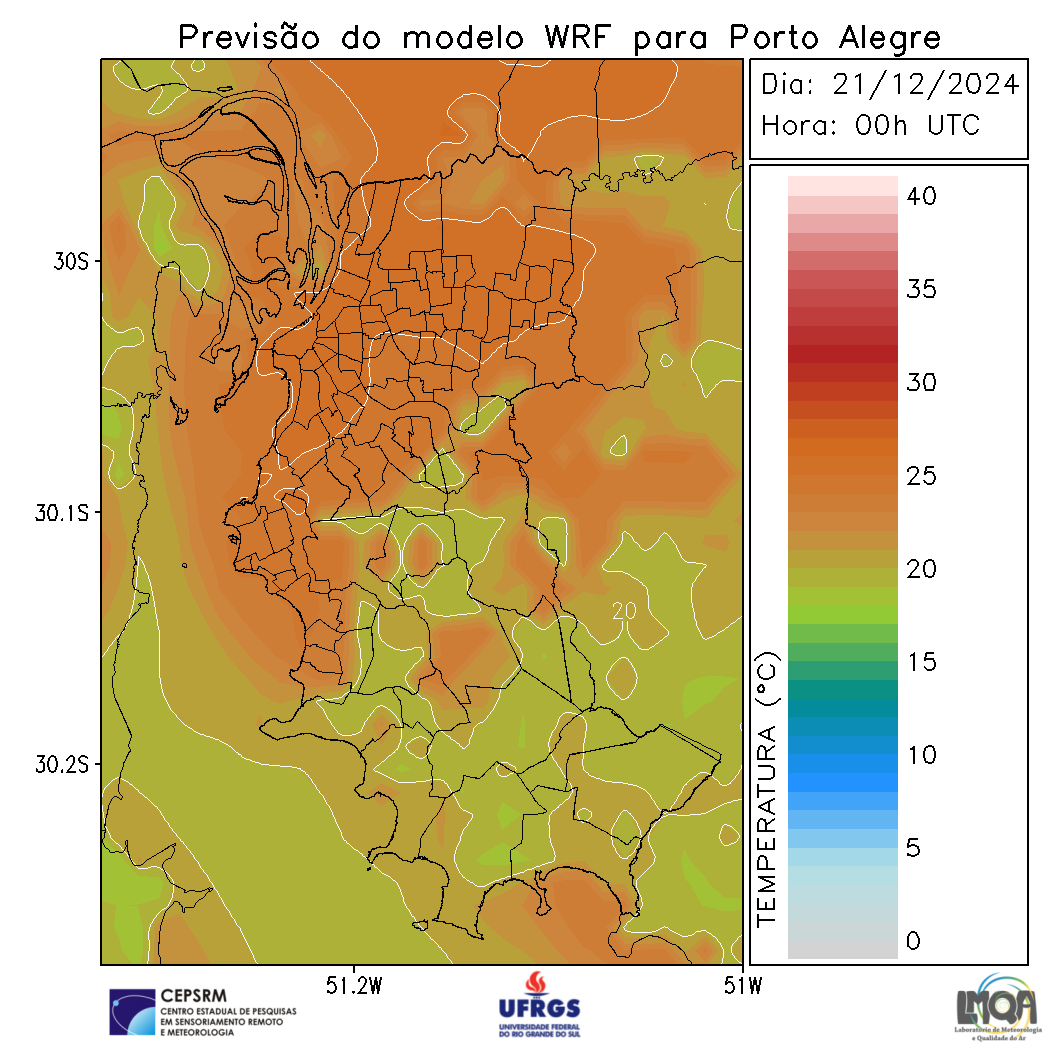 Previsão do modelo WRF para Porto Alegre
Dia: 21/12/2024
Hora: 00h UTC
40
35
30
25
20
15
10
5
0
TEMPERATURA (°C)
30S
30.1S
30.2S
20
51.2W
51W
CEPSRM
CENTRO ESTADUAL DE PESQUISAS
EM SENSORIAMENTO REMOTO
E METEOROLOGIA
UFRGS
UNIVERSIDADE FEDERAL
DO RIO GRANDE DO SUL
LMQA
Laboratório de Meteorologia
e Qualidade do Ar